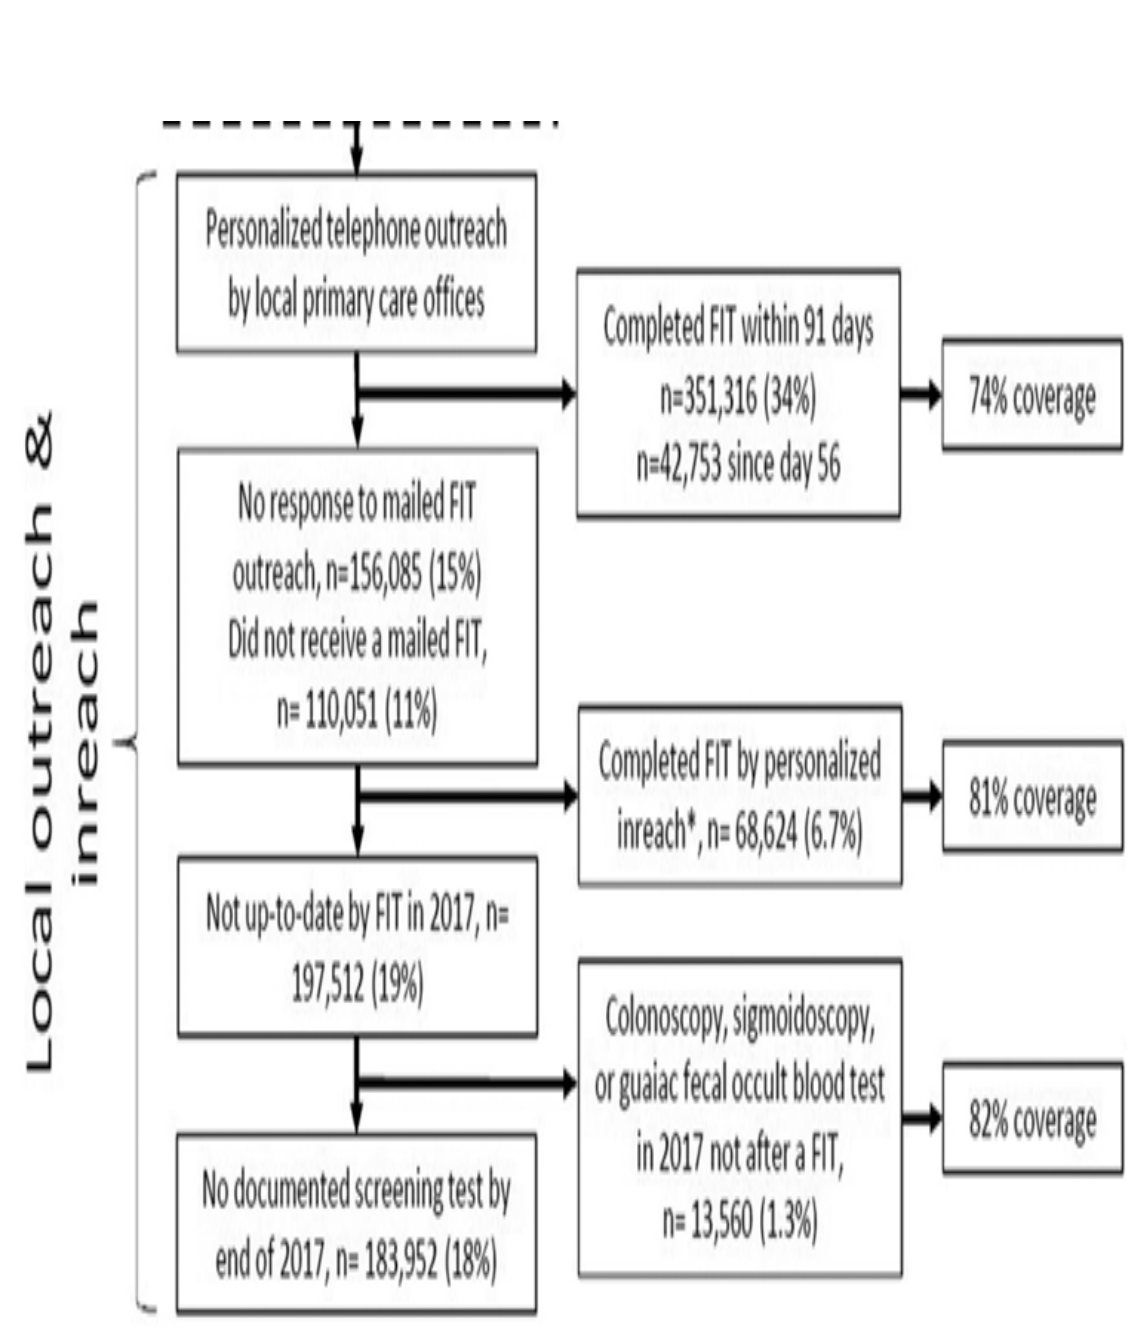 Local outreach &
inreach
Personalized telephone outreach
by local primary care offices
Completed FIT within 91 days
n=351,316 (34%)
n=42,753 since day 56
74% coverage
No response to mailed FIT
outreach, n=156,085 (15%)
Did not receive a mailed FIT,
n= 110,051 (11%)
Completed FIT by personalized
inreach*, n= 68,624 (6.7%)
81% coverage
Not up-to-date by FIT in 2017, n=
197,512 (19%)
Colonoscopy, sigmoidoscopy,
or guaiac fecal occult blood test
in 2017 not after a FIT,
n= 13,560 (1.3%)
82% coverage
No documented screening test by
end of 2017, n= 183,952 (18%)